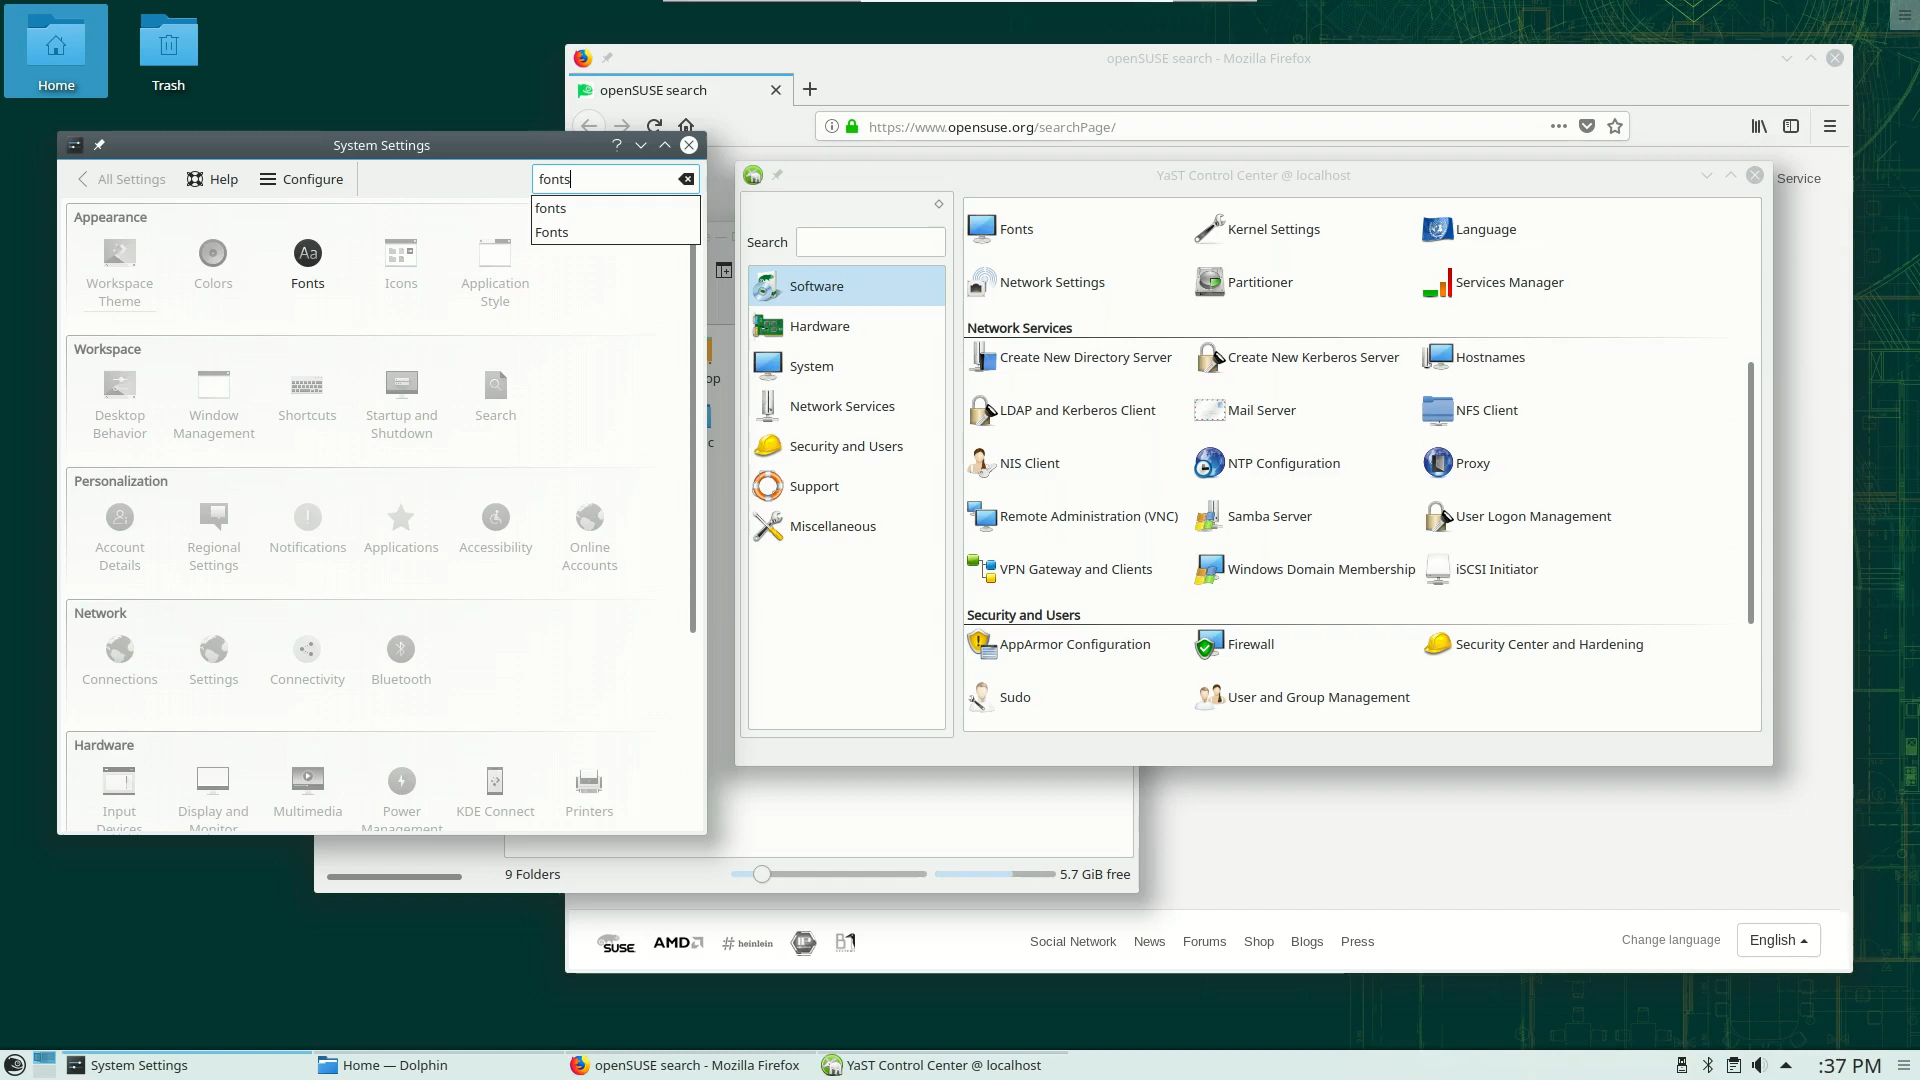 Home
Trash
openSUSE search - Mozilla Firefox
openSUSE search
https://www.opensuse.org/searchPage/
System Settings
All Settings
Help
Configure
fonts
fonts
Fonts
Appearance
Workspace Theme
Colors
Fonts
Icons
Application Style
Workspace
Desktop Behavior
Window Management
Shortcuts
Startup and Shutdown
Search
Personalization
Account Details
Regional Settings
Notifications
Applications
Accessibility
Online Accounts
Network
Connections
Settings
Connectivity
Bluetooth
Hardware
Input Devices
Display and Monitor
Multimedia
Power Management
KDE Connect
Printers
YaST Control Center @ localhost
Service
Search
Software
Hardware
System
Network Services
Security and Users
Support
Miscellaneous
Fonts
Kernel Settings
Language
Network Settings
Partitioner
Services Manager
Network Services
Create New Directory Server
Create New Kerberos Server
Hostnames
LDAP and Kerberos Client
Mail Server
NFS Client
NIS Client
NTP Configuration
Proxy
Remote Administration (VNC)
Samba Server
User Logon Management
VPN Gateway and Clients
Windows Domain Membership
iSCSI Initiator
Security and Users
AppArmor Configuration
Firewall
Security Center and Hardening
Sudo
User and Group Management
op
c
9 Folders
5.7 GiB free
SUSE
AMD
# heinlein
B1
Social Network
News
Forums
Shop
Blogs
Press
Change language
English
System Settings
Home — Dolphin
openSUSE search - Mozilla Firefox
YaST Control Center @ localhost
:37 PM